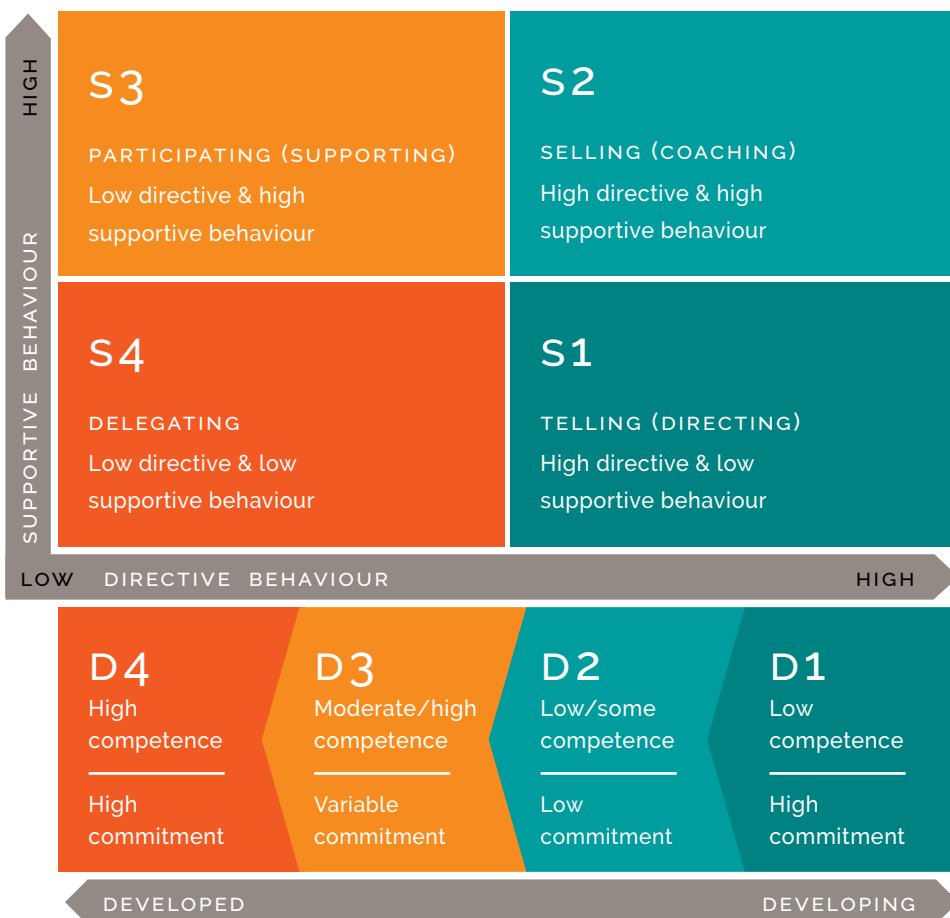 HIGH
SUPPORTIVE BEHAVIOUR
S3
PARTICIPATING (SUPPORTING)
Low directive & high
supportive behaviour
S2
SELLING (COACHING)
High directive & high
supportive behaviour
S4
DELEGATING
Low directive & low
supportive behaviour
S1
TELLING (DIRECTING)
High directive & low
supportive behaviour
LOW DIRECTIVE BEHAVIOUR HIGH
D4
High
competence
High
commitment
D3
Moderate/high
competence
Variable
commitment
D2
Low/some
competence
Low
commitment
D1
Low
competence
High
commitment
DEVELOPED DEVELOPING